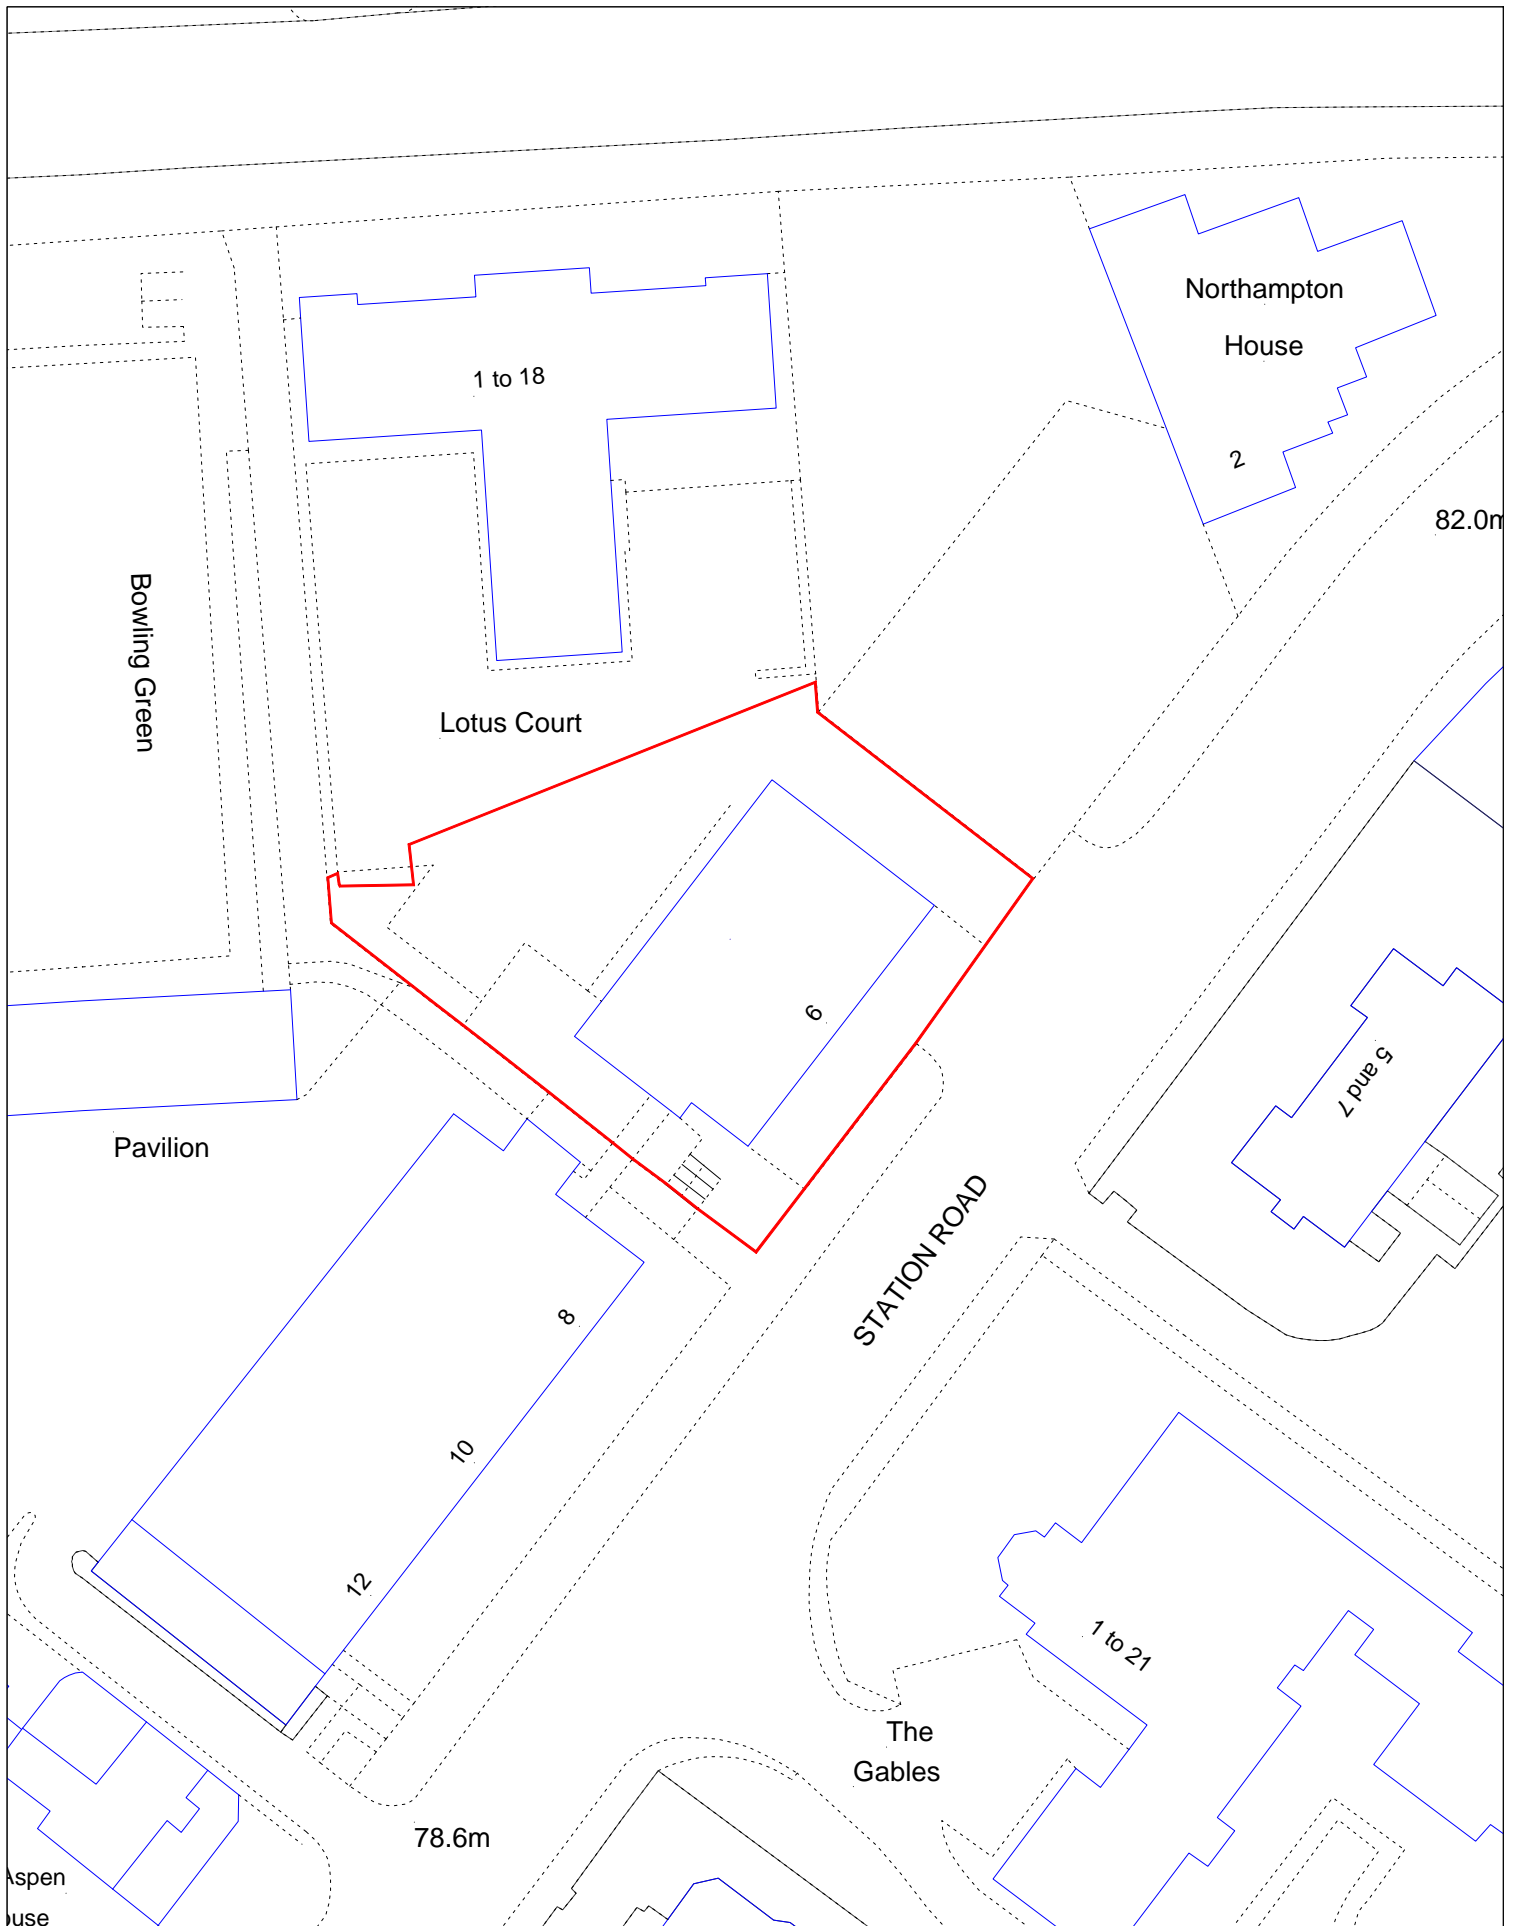 Northampton
House
1 to 18
2
82.0m
Bowling Green
Lotus Court
6
5 and 7
Pavilion
STATION ROAD
8
10
12
1 to 21
The
Gables
78.6m
Aspen